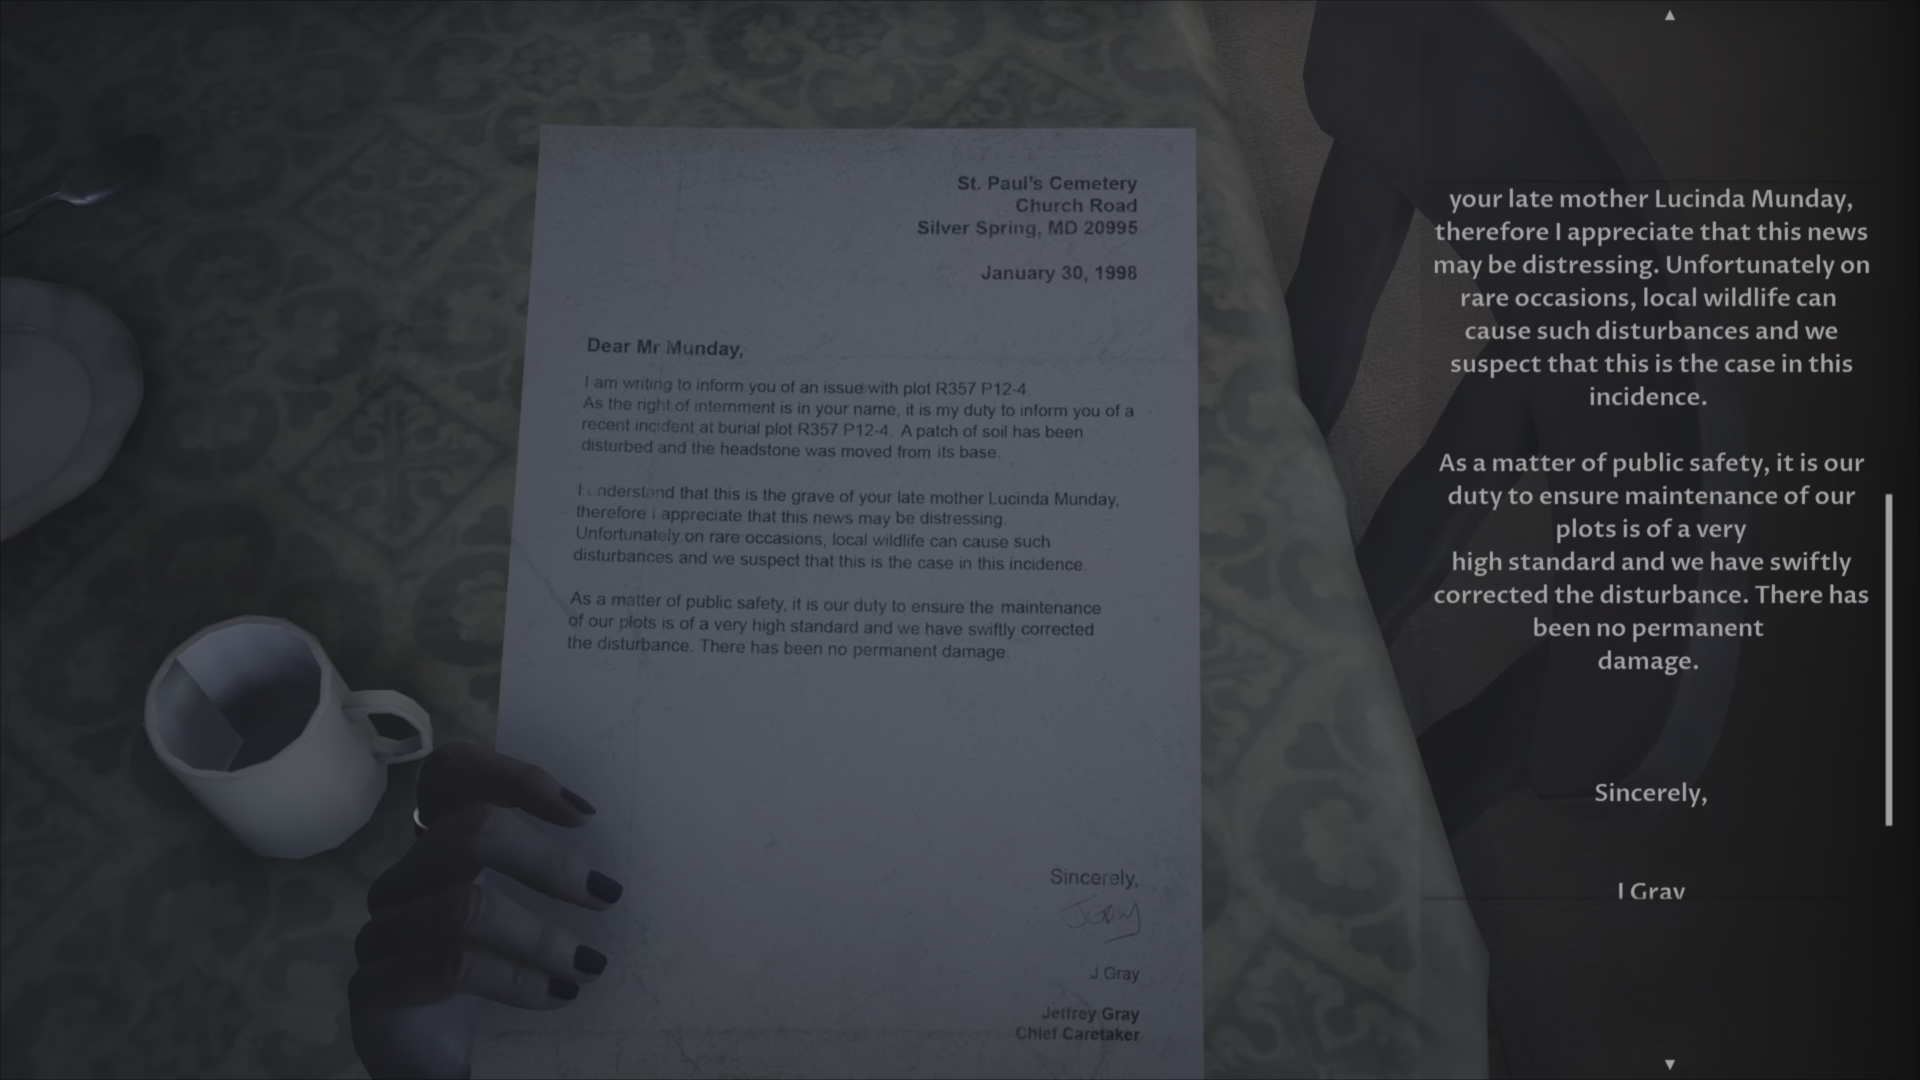 St. Paul's Cemetery
Church Road
Silver Spring, MD 20995
January 30, 1998
Dear Mr Munday,
I am writing to inform you of an issue with plot R357 P12-4.
As the right of internment is in your name, it is my duty to inform you of a
recent incident at burial plot R357 P12-4. A patch of soil has been
disturbed and the headstone was moved from its base.
I understand that this is the grave of your late mother Lucinda Munday,
therefore I appreciate that this news may be distressing.
Unfortunately on rare occasions, local wildlife can cause such
disturbances and we suspect that this is the case in this incidence.
As a matter of public safety, it is our duty to ensure the maintenance
of our plots is of a very high standard and we have swiftly corrected
the disturbance. There has been no permanent damage.
Sincerely,
JGray
J Gray
Jeffrey Gray
Chief Caretaker
your late mother Lucinda Munday,
therefore I appreciate that this news
may be distressing. Unfortunately on
rare occasions, local wildlife can
cause such disturbances and we
suspect that this is the case in this
incidence.
As a matter of public safety, it is our
duty to ensure maintenance of our
plots is of a very
high standard and we have swiftly
corrected the disturbance. There has
been no permanent
damage.
Sincerely,
J Gray